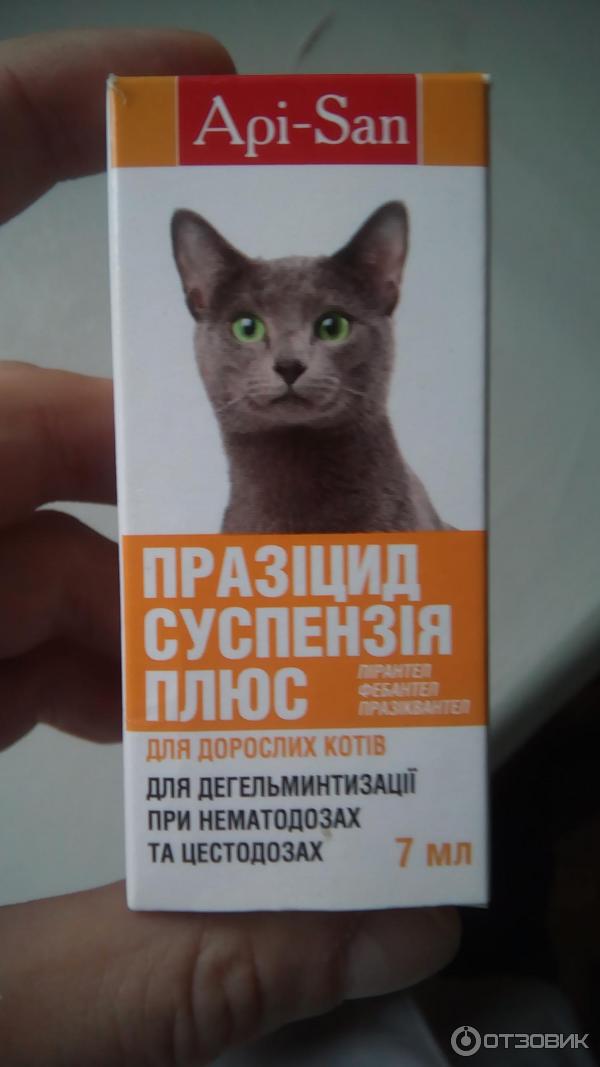 Api-San
ПРАЗІЦИД
СУСПЕНЗІЯ
ПЛЮС
ПІРАНТЕЛ
ФЕБАНТЕЛ
ПРАЗІКВАНТЕЛ
ДЛЯ ДОРОСЛИХ КОТІВ
ДЛЯ ДЕГЕЛЬМИНТИЗАЦІЇ
ПРИ НЕМАТОДОЗАХ
ТА ЦЕСТОДОЗАХ
7 мл
ОТЗОВИК